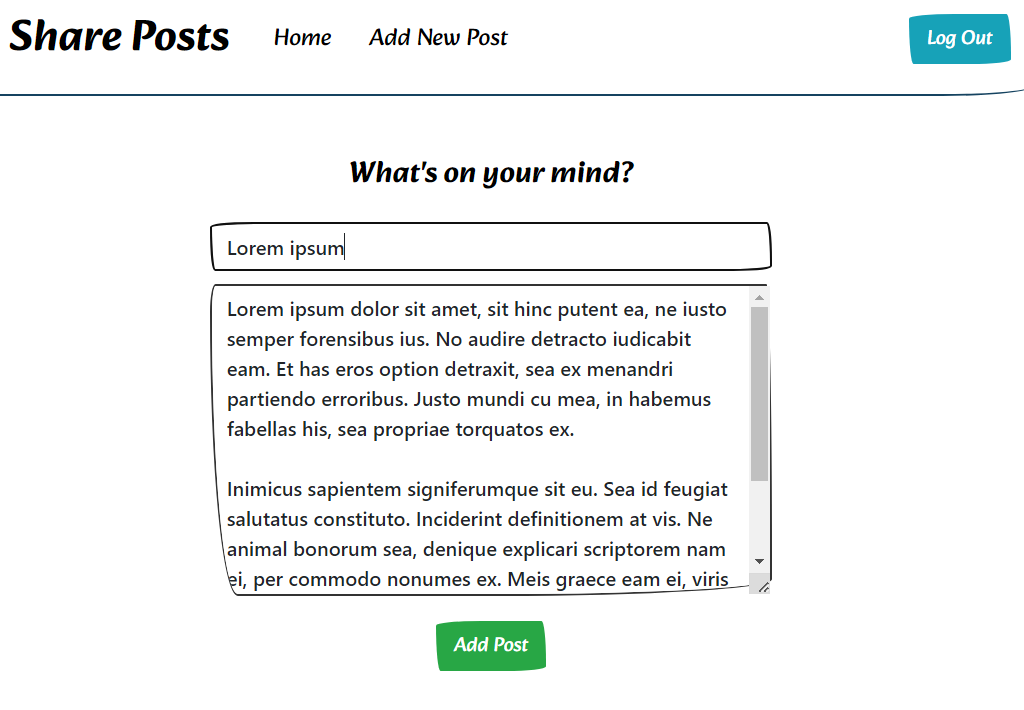 Share Posts Home Add New Post Log Out
What's on your mind?
Lorem ipsum
Lorem ipsum dolor sit amet, sit hinc putent ea, ne iusto
semper forensibus ius. No audire detracto iudicabit
eam. Et has eros option detraxit, sea ex menandri
partiendo erroribus. Justo mundi cu mea, in habemus
fabellas his, sea propriae torquatos ex.
Inimicus sapientem signiferumque sit eu. Sea id feugiat
salutatus constituto. Inciderint definitionem at vis. Ne
animal bonorum sea, denique explicari scriptorem nam
ei, per commodo nonumes ex. Meis graece eam ei, viris
Add Post